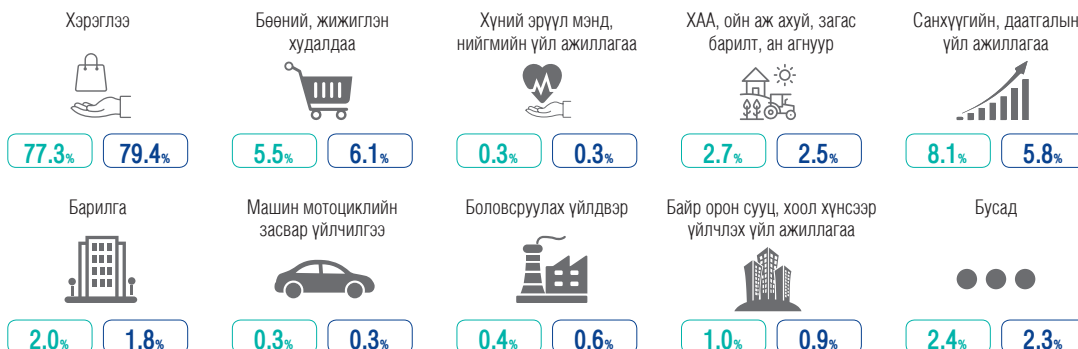 Хэрэглээ
Бөөний, жижиглэн
худалдаа
Хүний эрүүл мэнд,
нийгмийн үйл ажиллагаа
ХАА, ойн аж ахуй, загас
барилт, ан агнуур
Санхүүгийн, даатгалын
үйл ажиллагаа
77.3% 79.4%
5.5% 6.1%
0.3% 0.3%
2.7% 2.5%
8.1% 5.8%
Барилга
Машин мотоциклийн
засвар үйлчилгээ
Боловсруулах үйлдвэр
Байр орон сууц, хоол хүнсээр
үйлчлэх үйл ажиллагаа
Бусад
2.0% 1.8%
0.3% 0.3%
0.4% 0.6%
1.0% 0.9%
2.4% 2.3%